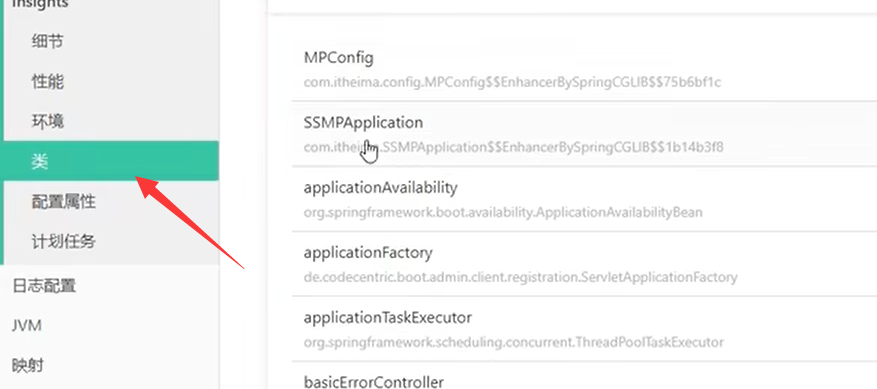 Insights
细节
性能
环境
类
配置属性
计划任务
日志配置
JVM
映射
MPConfig
com.itheima.config.MPConfig$$EnhancerBySpringCGLIB$$75b6bf1c
SSMPApplication
com.itheima.SSMPApplication$$EnhancerBySpringCGLIB$$1b14b3f8
applicationAvailability
org.springframework.boot.availability.ApplicationAvailabilityBean
applicationFactory
de.codecentric.boot.admin.client.registration.ServletApplicationFactory
applicationTaskExecutor
org.springframework.scheduling.concurrent.ThreadPoolTaskExecutor
basicErrorController